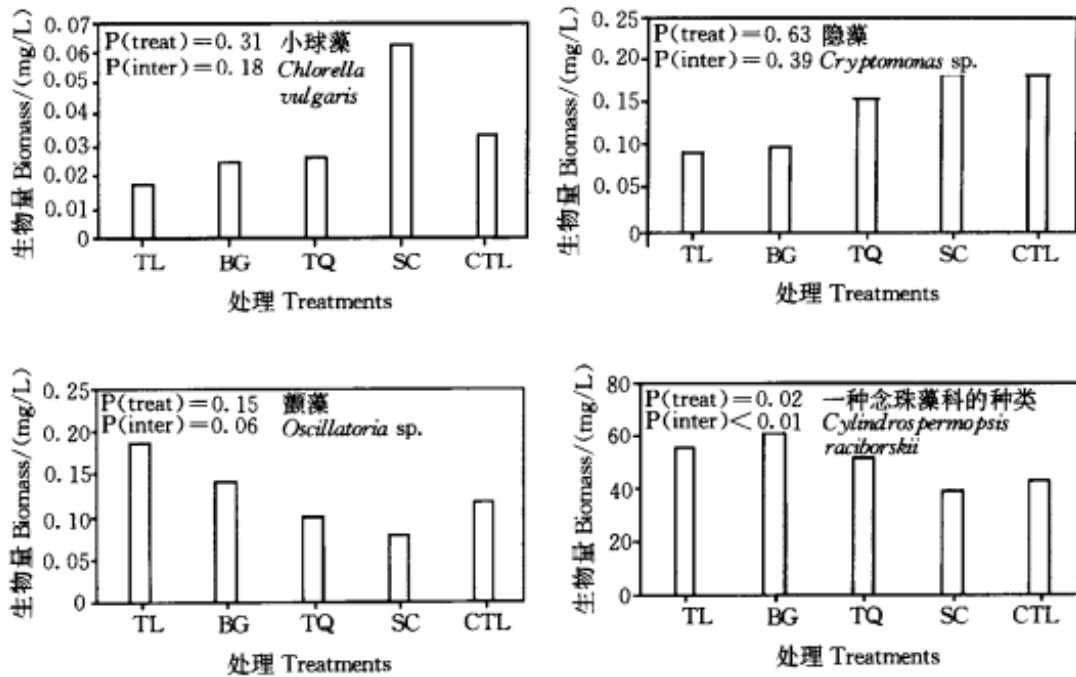 生物量 Biomass/(mg/L)
0.07
0.06
0.05
0.04
0.03
0.02
0.01
0
P(treat)=0.31 小球藻
P(inter)=0.18 Chlorella
vulgaris
TL BG TQ SC CTL
处理 Treatments
生物量 Biomass/(mg/L)
0.25
0.20
0.15
0.10
0.05
0
P(treat)=0.63 隐藻
P(inter)=0.39 Cryptomonas sp.
TL BG TQ SC CTL
处理 Treatments
生物量 Biomass/(mg/L)
0.25
0.20
0.15
0.10
0.05
0
P(treat)=0.15 颤藻
P(inter)=0.06 Oscillatoria sp.
TL BG TQ SC CTL
处理 Treatments
生物量 Biomass/(mg/L)
80
60
40
20
0
P(treat)=0.02 一种念珠藻科的种类
P(inter)<0.01 Cylindrospermopsis
raciborskii
TL BG TQ SC CTL
处理 Treatments